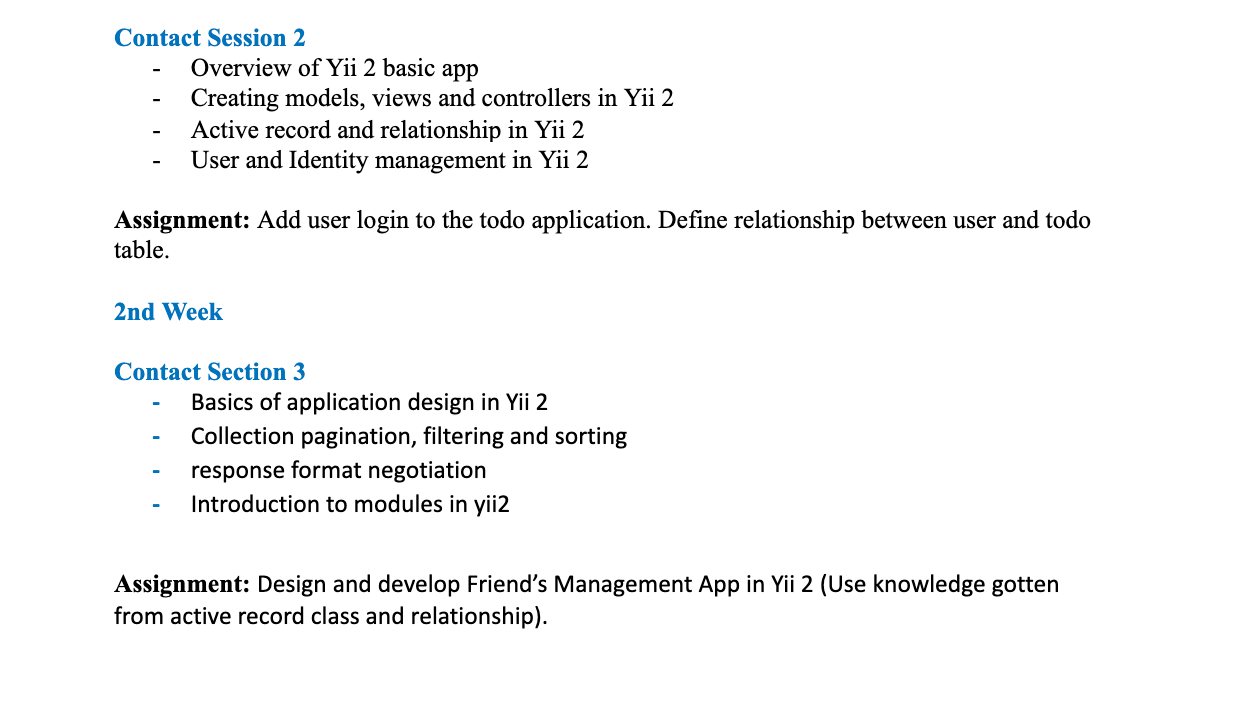 Contact Session 2
- Overview of Yii 2 basic app
- Creating models, views and controllers in Yii 2
- Active record and relationship in Yii 2
- User and Identity management in Yii 2
Assignment: Add user login to the todo application. Define relationship between user and todo
table.
2nd Week
Contact Section 3
- Basics of application design in Yii 2
- Collection pagination, filtering and sorting
- response format negotiation
- Introduction to modules in yii2
Assignment: Design and develop Friend’s Management App in Yii 2 (Use knowledge gotten
from active record class and relationship).